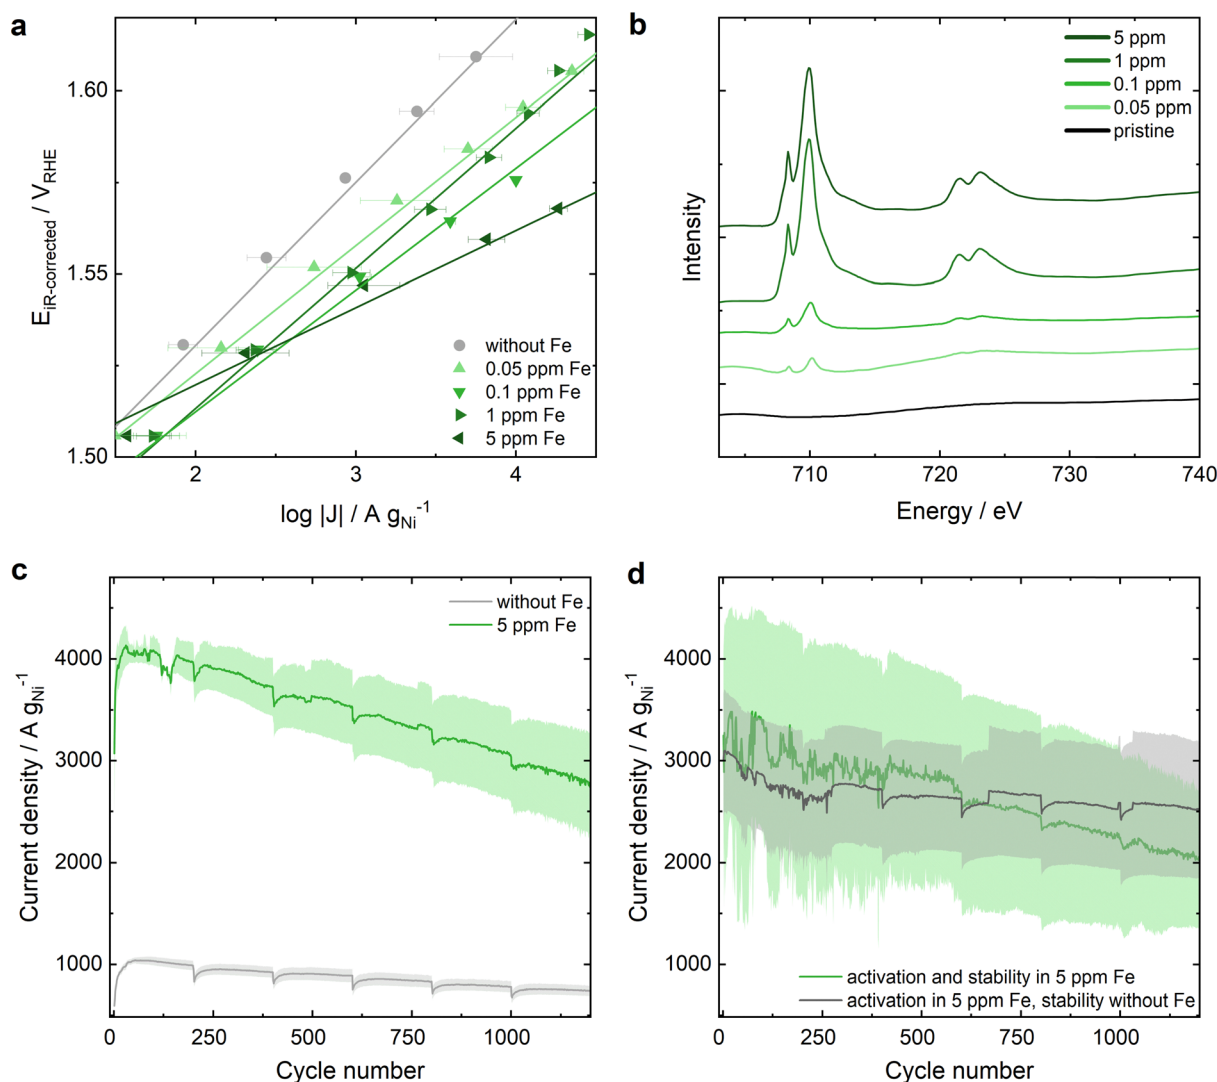 a
1.60
1.55
1.50
E_iR-corrected / V_RHE
2
3
4
log |J| / A g_Ni^-1
without Fe
0.05 ppm Fe
0.1 ppm Fe
1 ppm Fe
5 ppm Fe
b
Intensity
5 ppm
1 ppm
0.1 ppm
0.05 ppm
pristine
710
720
730
740
Energy / eV
c
4000
3000
2000
1000
Current density / A g_Ni^-1
without Fe
5 ppm Fe
0
250
500
750
1000
Cycle number
d
4000
3000
2000
1000
Current density / A g_Ni^-1
activation and stability in 5 ppm Fe
activation in 5 ppm Fe, stability without Fe
0
250
500
750
1000
Cycle number